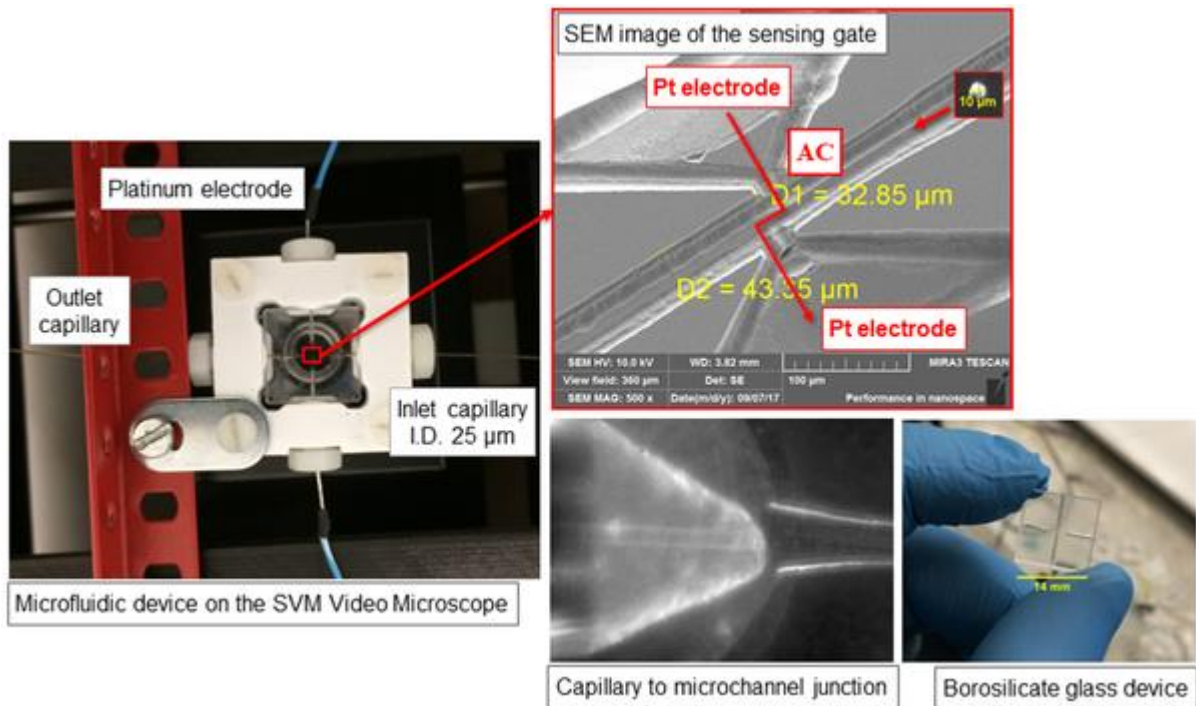 SEM image of the sensing gate
Pt electrode
10 µm
AC
D1 = 32.85 µm
D2 = 43.35 µm
Pt electrode
SEM HV: 10.0 kV
WD: 3.82 mm
MIRA3 TESCAN
View field: 360 µm
Det: SE
100 µm
SEM MAG: 500 x
Date(m/d/y): 09/07/17
Performance in nanospace
Platinum electrode
Outlet
capillary
Inlet capillary
I.D. 25 µm
Microfluidic device on the SVM Video Microscope
Capillary to microchannel junction
14 mm
Borosilicate glass device